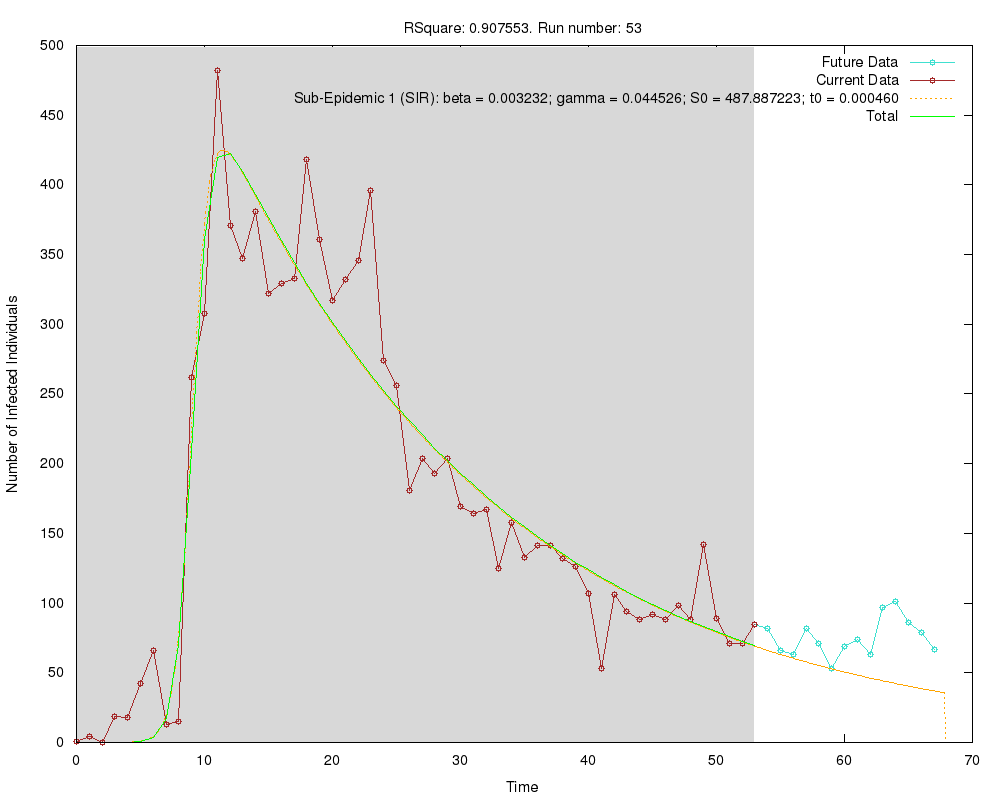 RSquare: 0.907553. Run number: 53
Future Data
Current Data
Sub-Epidemic 1 (SIR): beta = 0.003232; gamma = 0.044526; S0 = 487.887223; t0 = 0.000460
Total
500
450
400
350
300
250
200
150
100
50
0
Number of Infected Individuals
0 10 20 30 40 50 60 70
Time